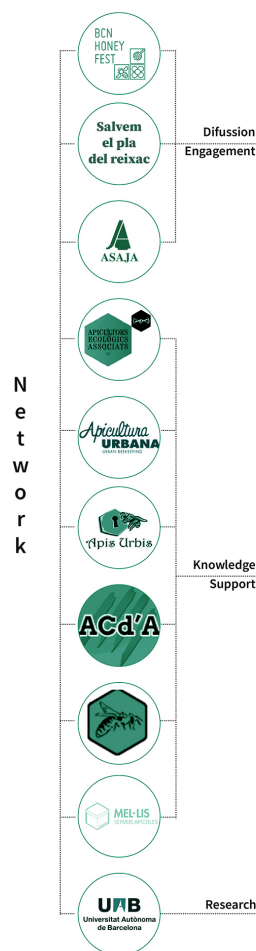 BCN
HONEY
FEST
Salvem
el pla
del reixac
Difussion
Engagement
ASAJA
APICULTORS
ECOLÒGICS
ASSOCIATS
Network
Apicultura
URBANA
URBAN BEEKEEPING
Apis Urbis
Knowledge
Support
ACd'A
MEL·LIS
SERVEIS APÍCOLES
UAB
Universitat Autònoma
de Barcelona
Research